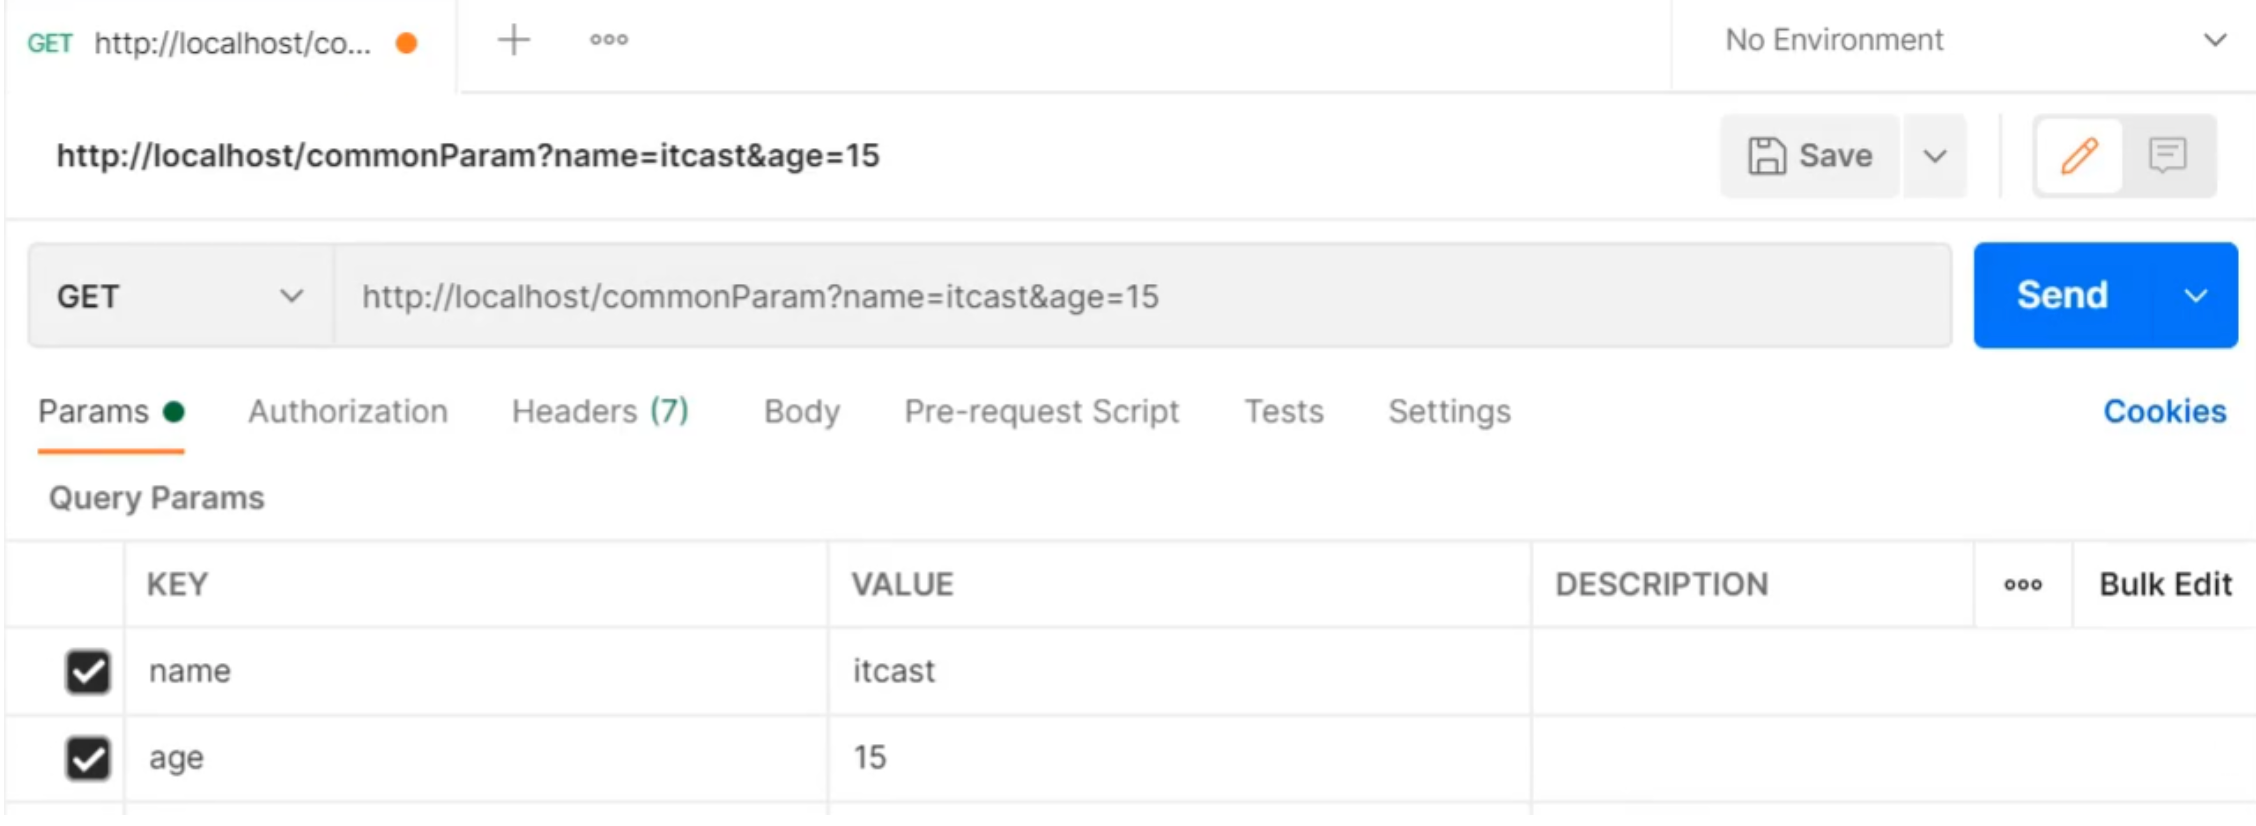 GET http://localhost/co... No Environment
http://localhost/commonParam?name=itcast&age=15 Save
GET http://localhost/commonParam?name=itcast&age=15 Send
Params Authorization Headers (7) Body Pre-request Script Tests Settings Cookies
Query Params
KEY VALUE DESCRIPTION Bulk Edit
name itcast
age 15